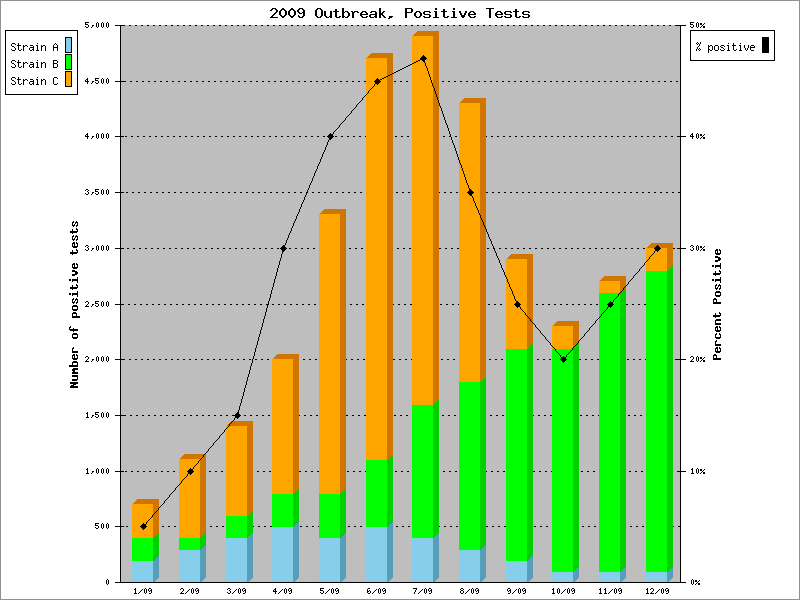 2009 Outbreak, Positive Tests
Strain A
Strain B
Strain C
% positive
Number of positive tests
5,000
4,500
4,000
3,500
3,000
2,500
2,000
1,500
1,000
500
0
50%
40%
30%
20%
10%
0%
Percent Positive
1/09 2/09 3/09 4/09 5/09 6/09 7/09 8/09 9/09 10/09 11/09 12/09